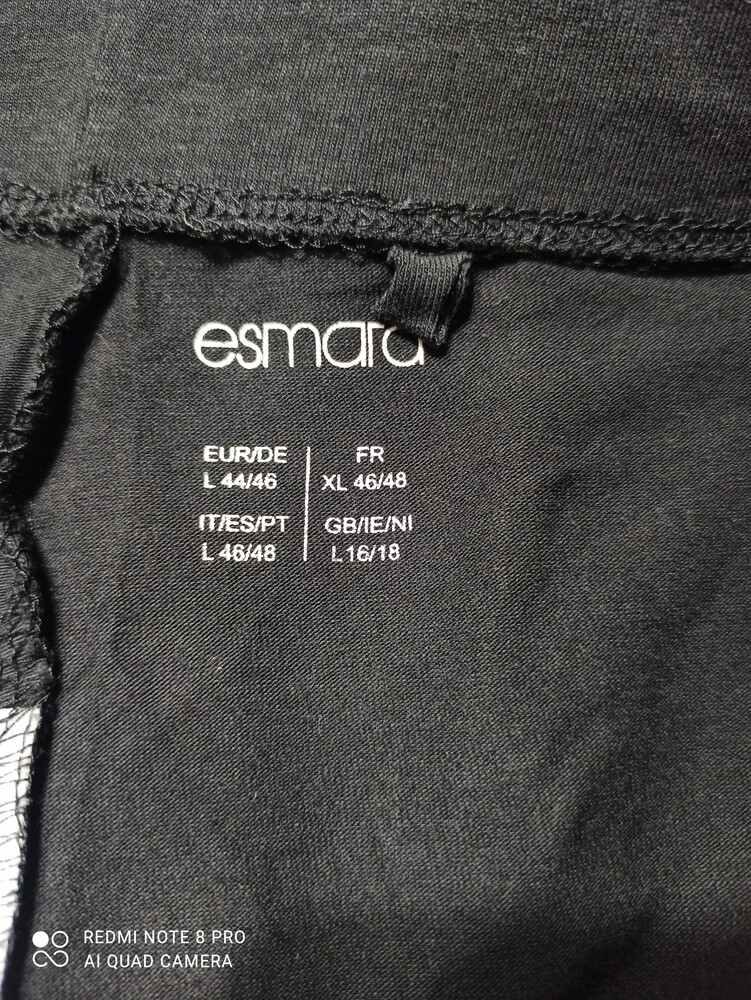 esmara
EUR/DE
L 44/46
FR
XL 46/48
IT/ES/PT
L 46/48
GB/IE/NI
L16/18
REDMI NOTE 8 PRO
AI QUAD CAMERA